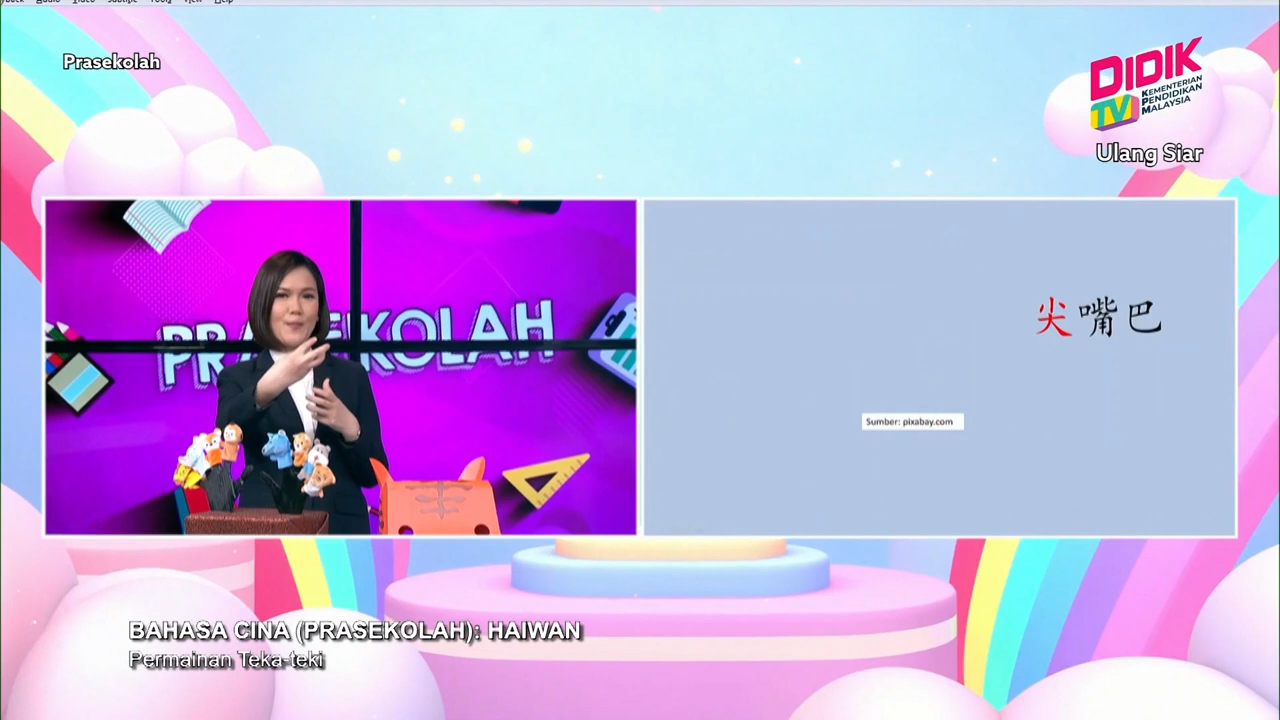 Prasekolah
DIDIK
TV
KEMENTERIAN
PENDIDIKAN
MALAYSIA
Ulang Siar
PRASEKOLAH
尖嘴巴
Sumber: pixabay.com
BAHASA CINA (PRASEKOLAH): HAIWAN
Permainan Teka-teki